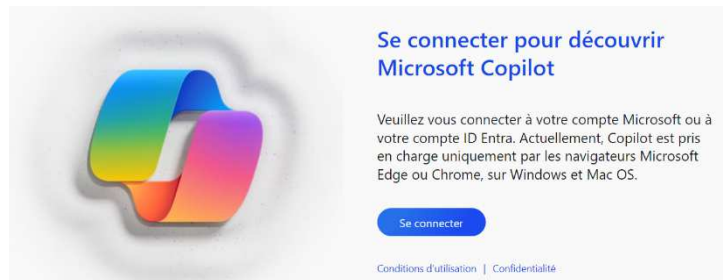 Se connecter pour découvrir
Microsoft Copilot
Veuillez vous connecter à votre compte Microsoft ou à
votre compte ID Entra. Actuellement, Copilot est pris
en charge uniquement par les navigateurs Microsoft
Edge ou Chrome, sur Windows et Mac OS.
Se connecter
Conditions d'utilisation | Confidentialité